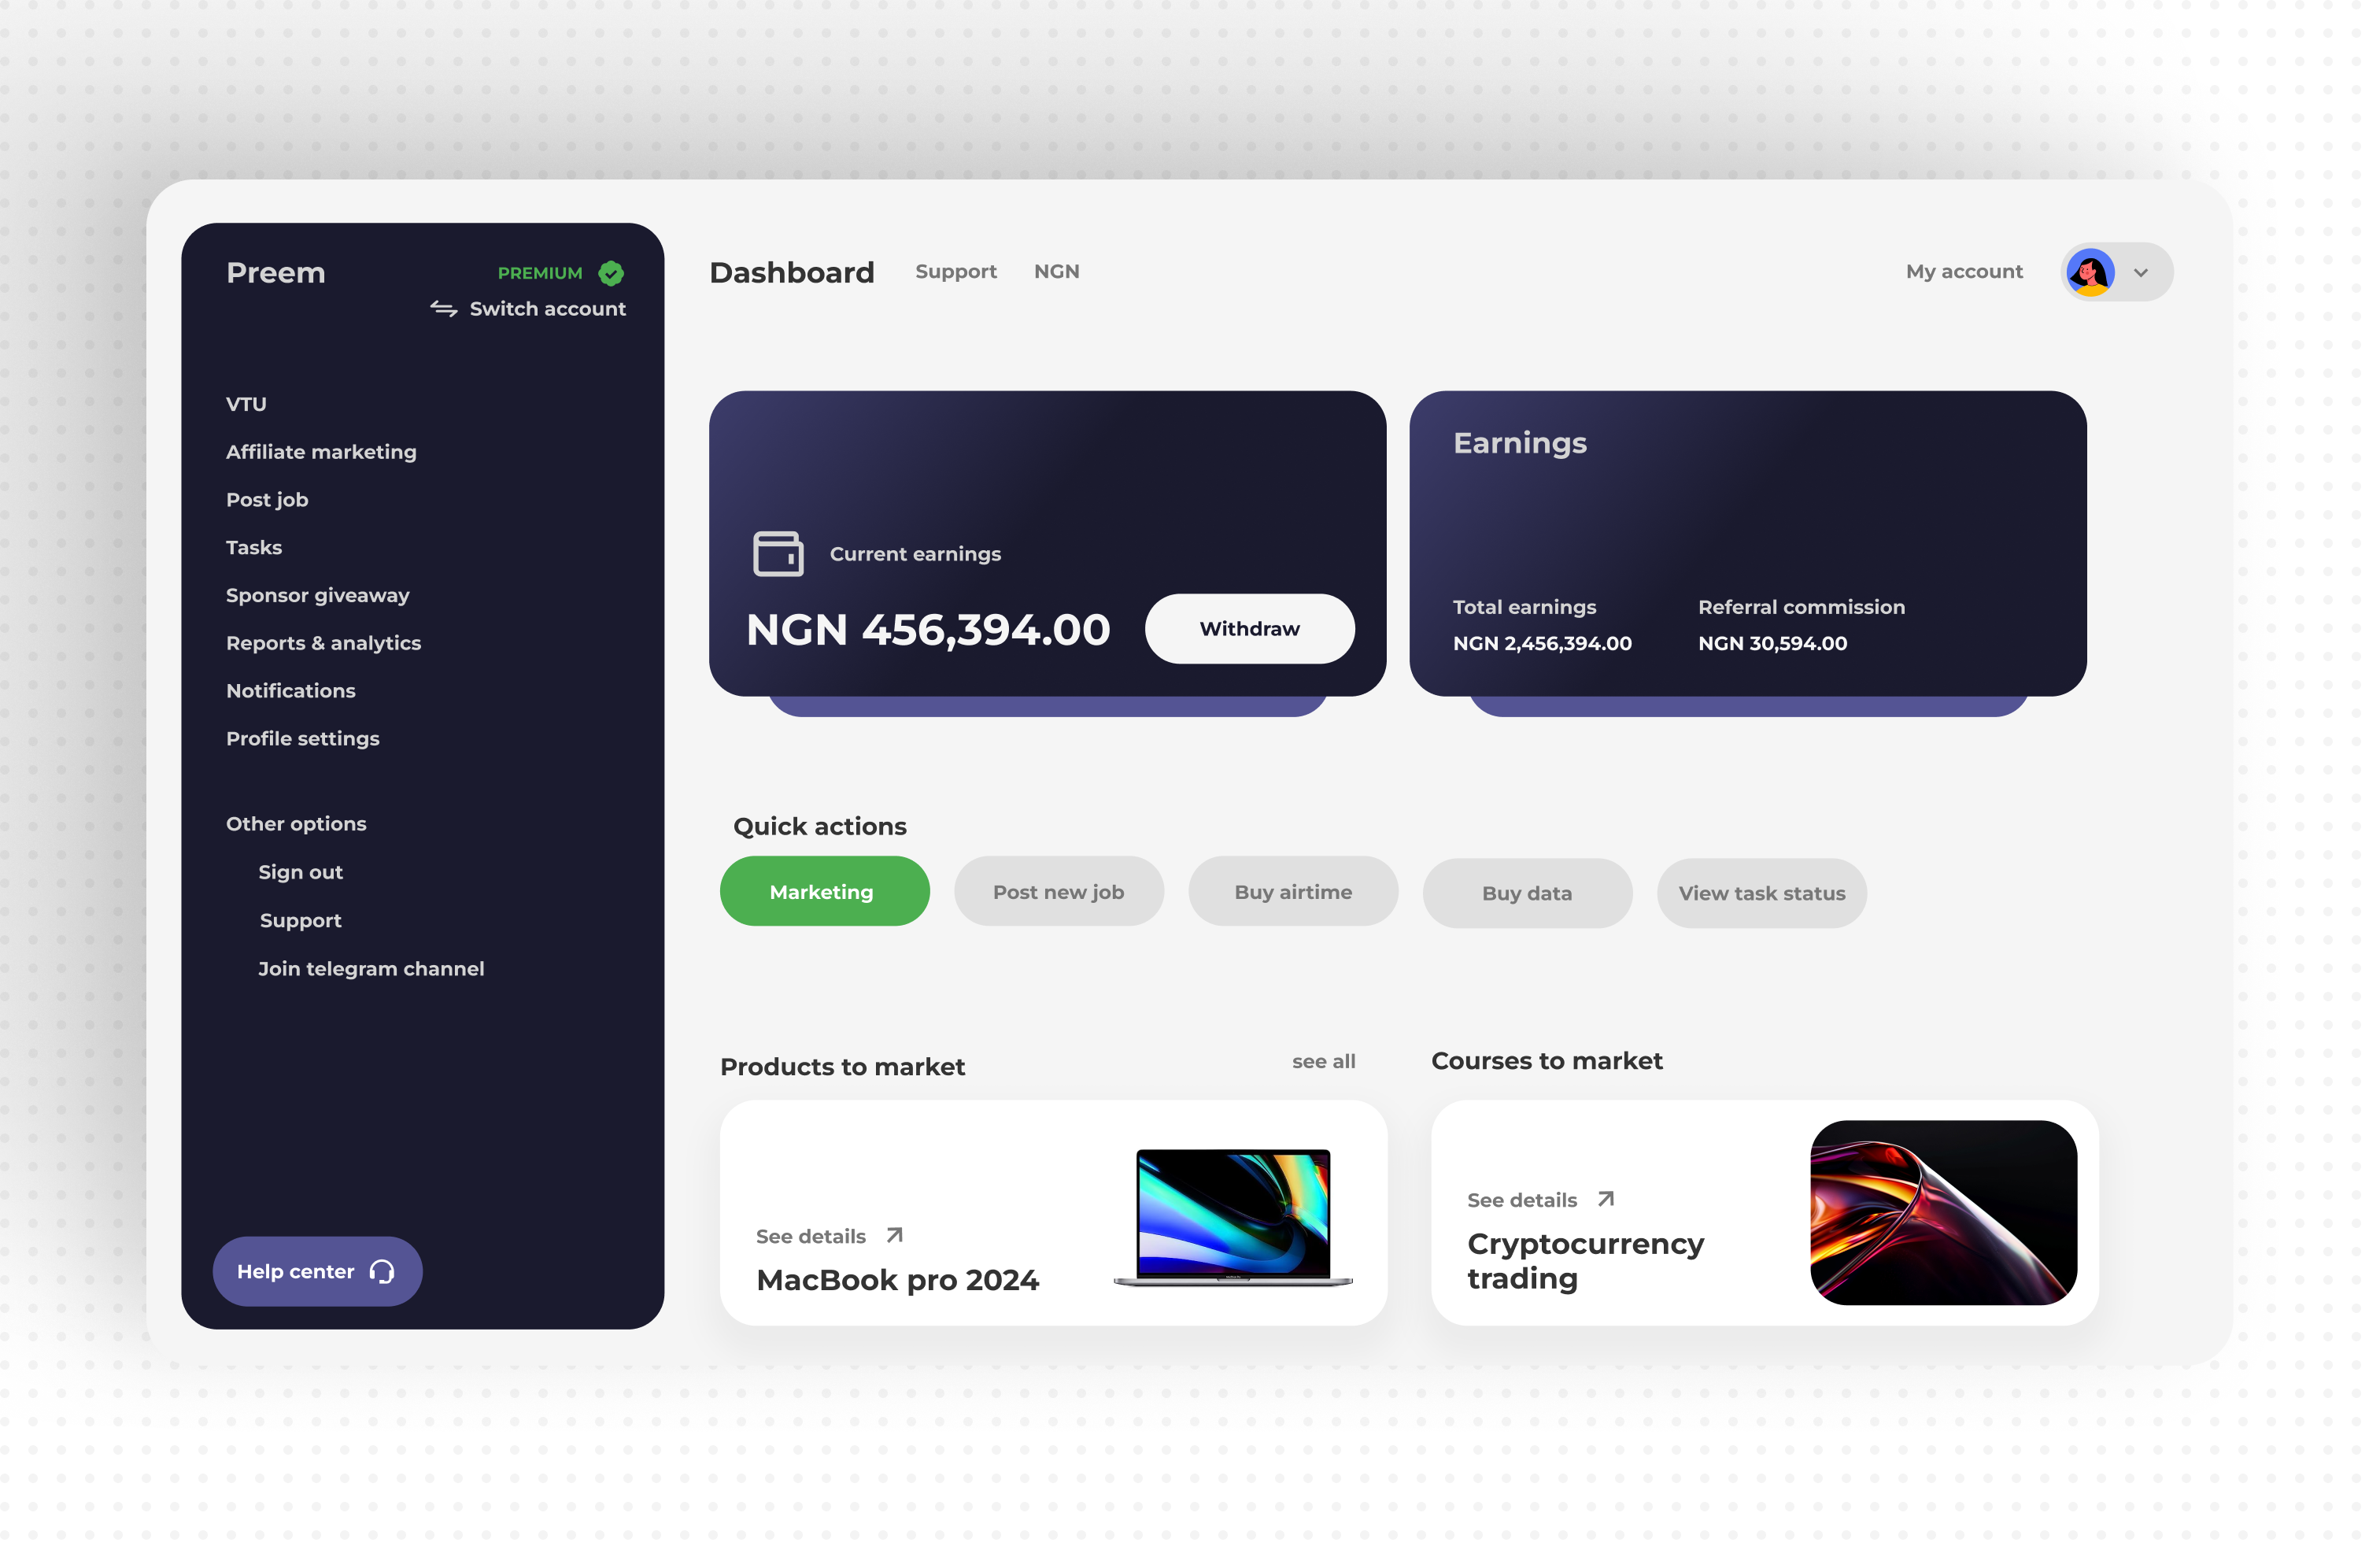 Preem
PREMIUM
Switch account
VTU
Affiliate marketing
Post job
Tasks
Sponsor giveaway
Reports & analytics
Notifications
Profile settings
Other options
Sign out
Support
Join telegram channel
Help center
Dashboard
Support
NGN
My account
Current earnings
NGN 456,394.00
Withdraw
Earnings
Total earnings
NGN 2,456,394.00
Referral commission
NGN 30,594.00
Quick actions
Marketing
Post new job
Buy airtime
Buy data
View task status
Products to market
see all
See details
MacBook pro 2024
Courses to market
See details
Cryptocurrency
trading